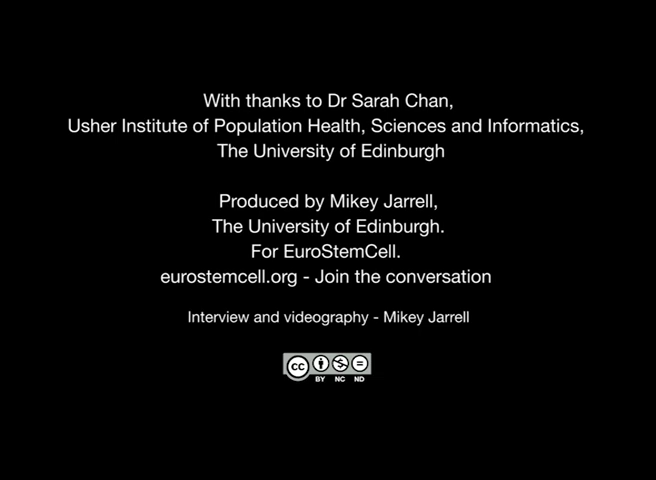 With thanks to Dr Sarah Chan,
Usher Institute of Population Health, Sciences and Informatics,
The University of Edinburgh
Produced by Mikey Jarrell,
The University of Edinburgh.
For EuroStemCell.
eurostemcell.org - Join the conversation
Interview and videography - Mikey Jarrell
cc BY NC ND